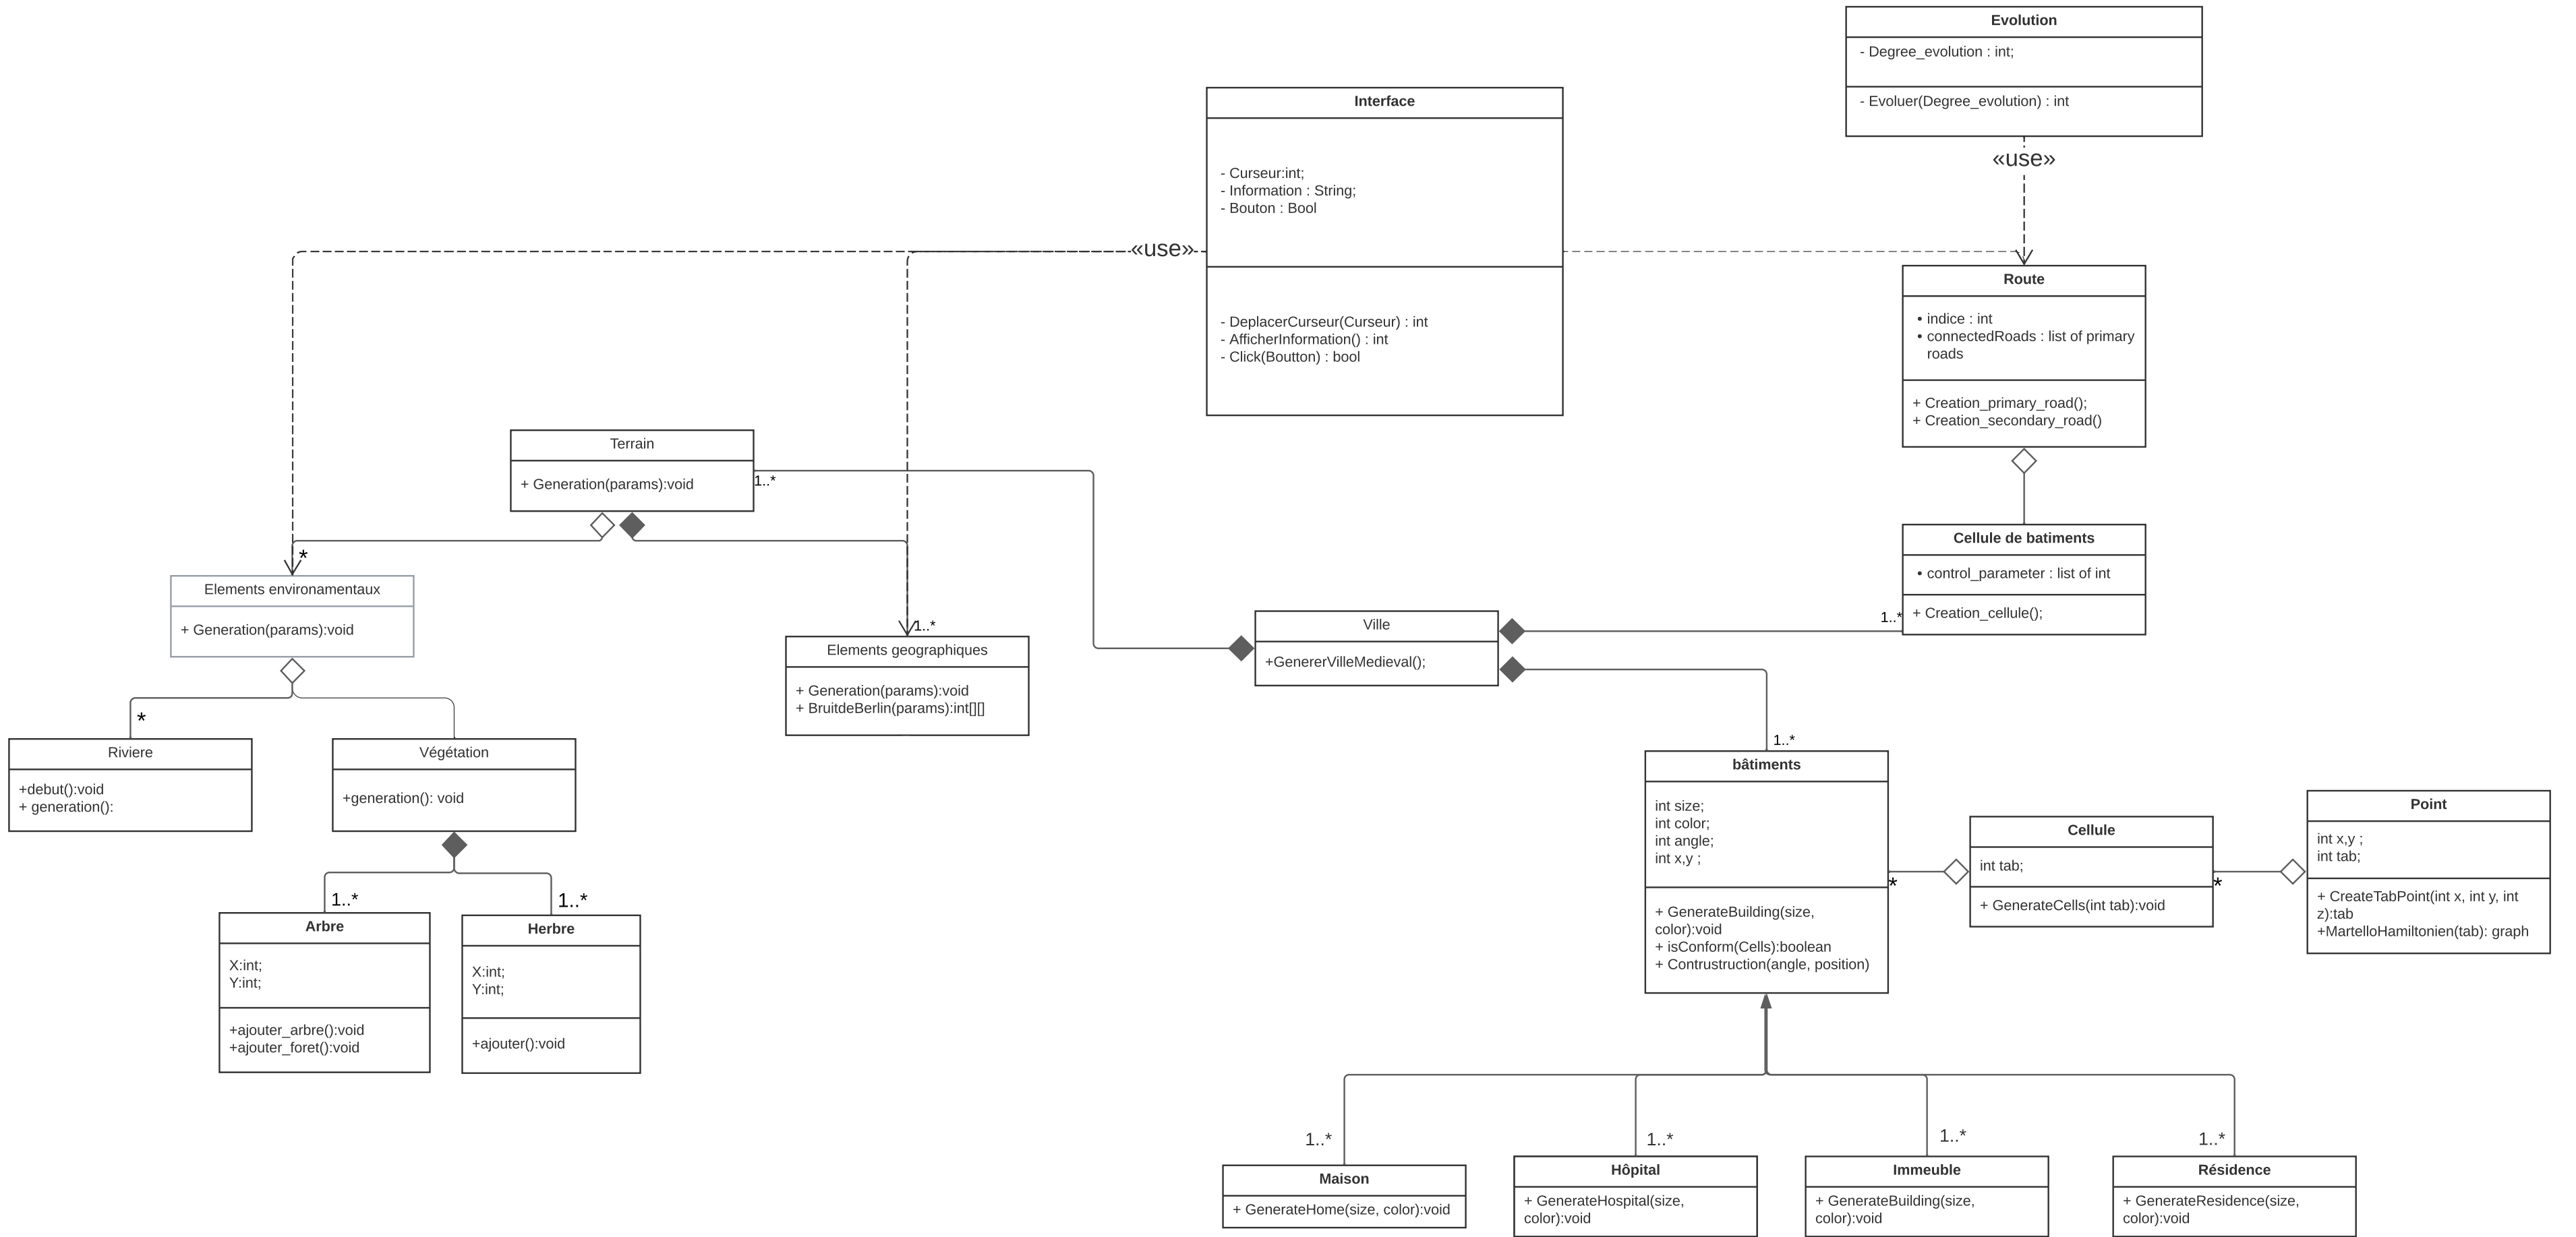 Evolution
- Degree_evolution : int;
- Evoluer(Degree_evolution) : int
«use»
Interface
- Curseur:int;
- Information : String;
- Bouton : Bool
- DeplacerCurseur(Curseur) : int
- AfficherInformation() : int
- Click(Boutton) : bool
«use»
Route
• indice : int
• connectedRoads : list of primary
roads
+ Creation_primary_road();
+ Creation_secondary_road()
Terrain
+ Generation(params):void
1..*
*
Elements environamentaux
+ Generation(params):void
1..*
Elements geographiques
+ Generation(params):void
+ BruitdeBerlin(params):int[][]
Cellule de batiments
• control_parameter : list of int
+ Creation_cellule();
1..*
Ville
+GenererVilleMedieval();
1..*
*
Riviere
+debut():void
+ generation():
Végétation
+generation(): void
1..*
1..*
Arbre
X:int;
Y:int;
+ajouter_arbre():void
+ajouter_foret():void
Herbre
X:int;
Y:int;
+ajouter():void
bâtiments
int size;
int color;
int angle;
int x,y ;
+ GenerateBuilding(size,
color):void
+ isConform(Cells):boolean
+ Contrustruction(angle, position)
*
Cellule
int tab;
+ GenerateCells(int tab):void
*
Point
int x,y ;
int tab;
+ CreateTabPoint(int x, int y, int
z):tab
+MartelloHamiltonien(tab): graph
1..*
1..*
1..*
1..*
Maison
+ GenerateHome(size, color):void
Hôpital
+ GenerateHospital(size,
color):void
Immeuble
+ GenerateBuilding(size,
color):void
Résidence
+ GenerateResidence(size,
color):void